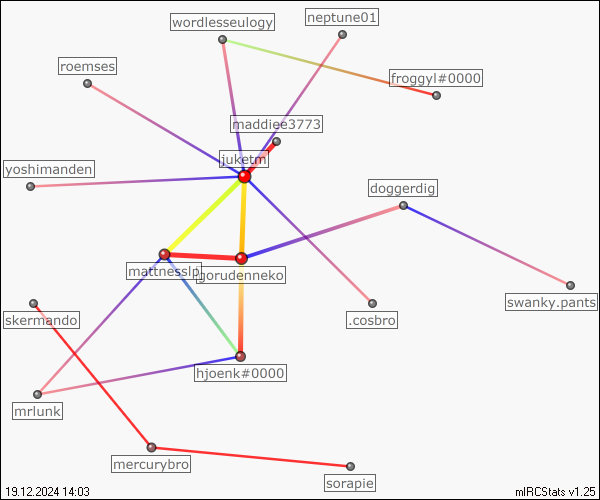 neptune01
wordlesseulogy
roemses
froggyl#0000
maddiee3773
juketm
yoshimanden
doggerdig
mattnesslp
gorudenneko
swanky.pants
skermando
.cosbro
hjoenk#0000
mrlunk
mercurybro
sorapie
19.12.2024 14:03
mIRCStats v1.25